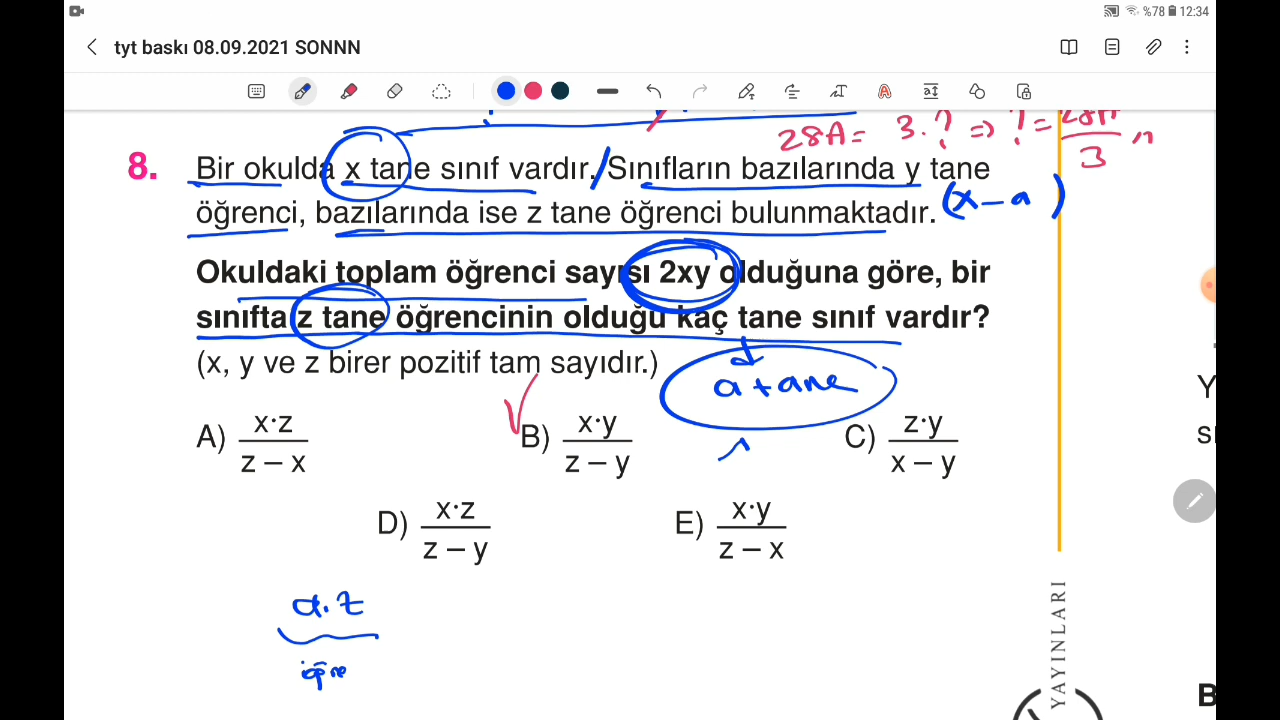 %78 12:34
tyt baskı 08.09.2021 SONNN
28A = 3.? => ? = 28A
3
8. Bir okulda x tane sınıf vardır. Sınıfların bazılarında y tane
öğrenci, bazılarında ise z tane öğrenci bulunmaktadır. (x - a)
Okuldaki toplam öğrenci sayısı 2xy olduğuna göre, bir
sınıfta z tane öğrencinin olduğu kaç tane sınıf vardır?
(x, y ve z birer pozitif tam sayıdır.)
a tane
A) x·z / z – x B) x·y / z – y C) z·y / x – y
D) x·z / z – y E) x·y / z – x
a.z
YAYINLARI
Y
B